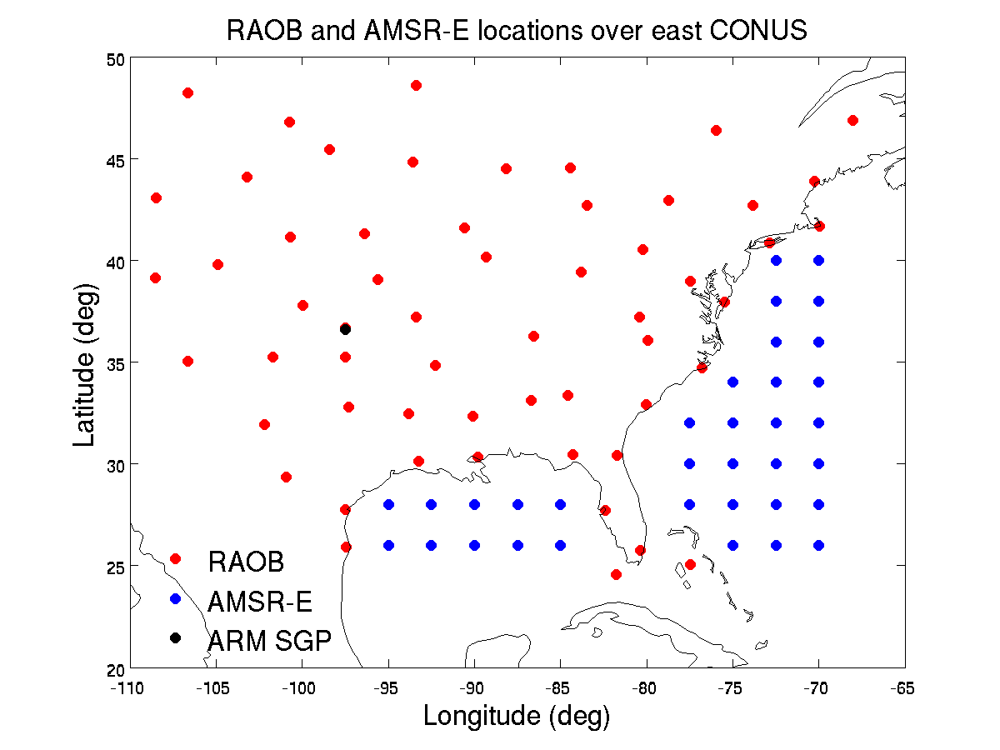 RAOB and AMSR-E locations over east CONUS
50
45
40
35
30
25
20
Latitude (deg)
RAOB
AMSR-E
ARM SGP
-110 -105 -100 -95 -90 -85 -80 -75 -70 -65
Longitude (deg)